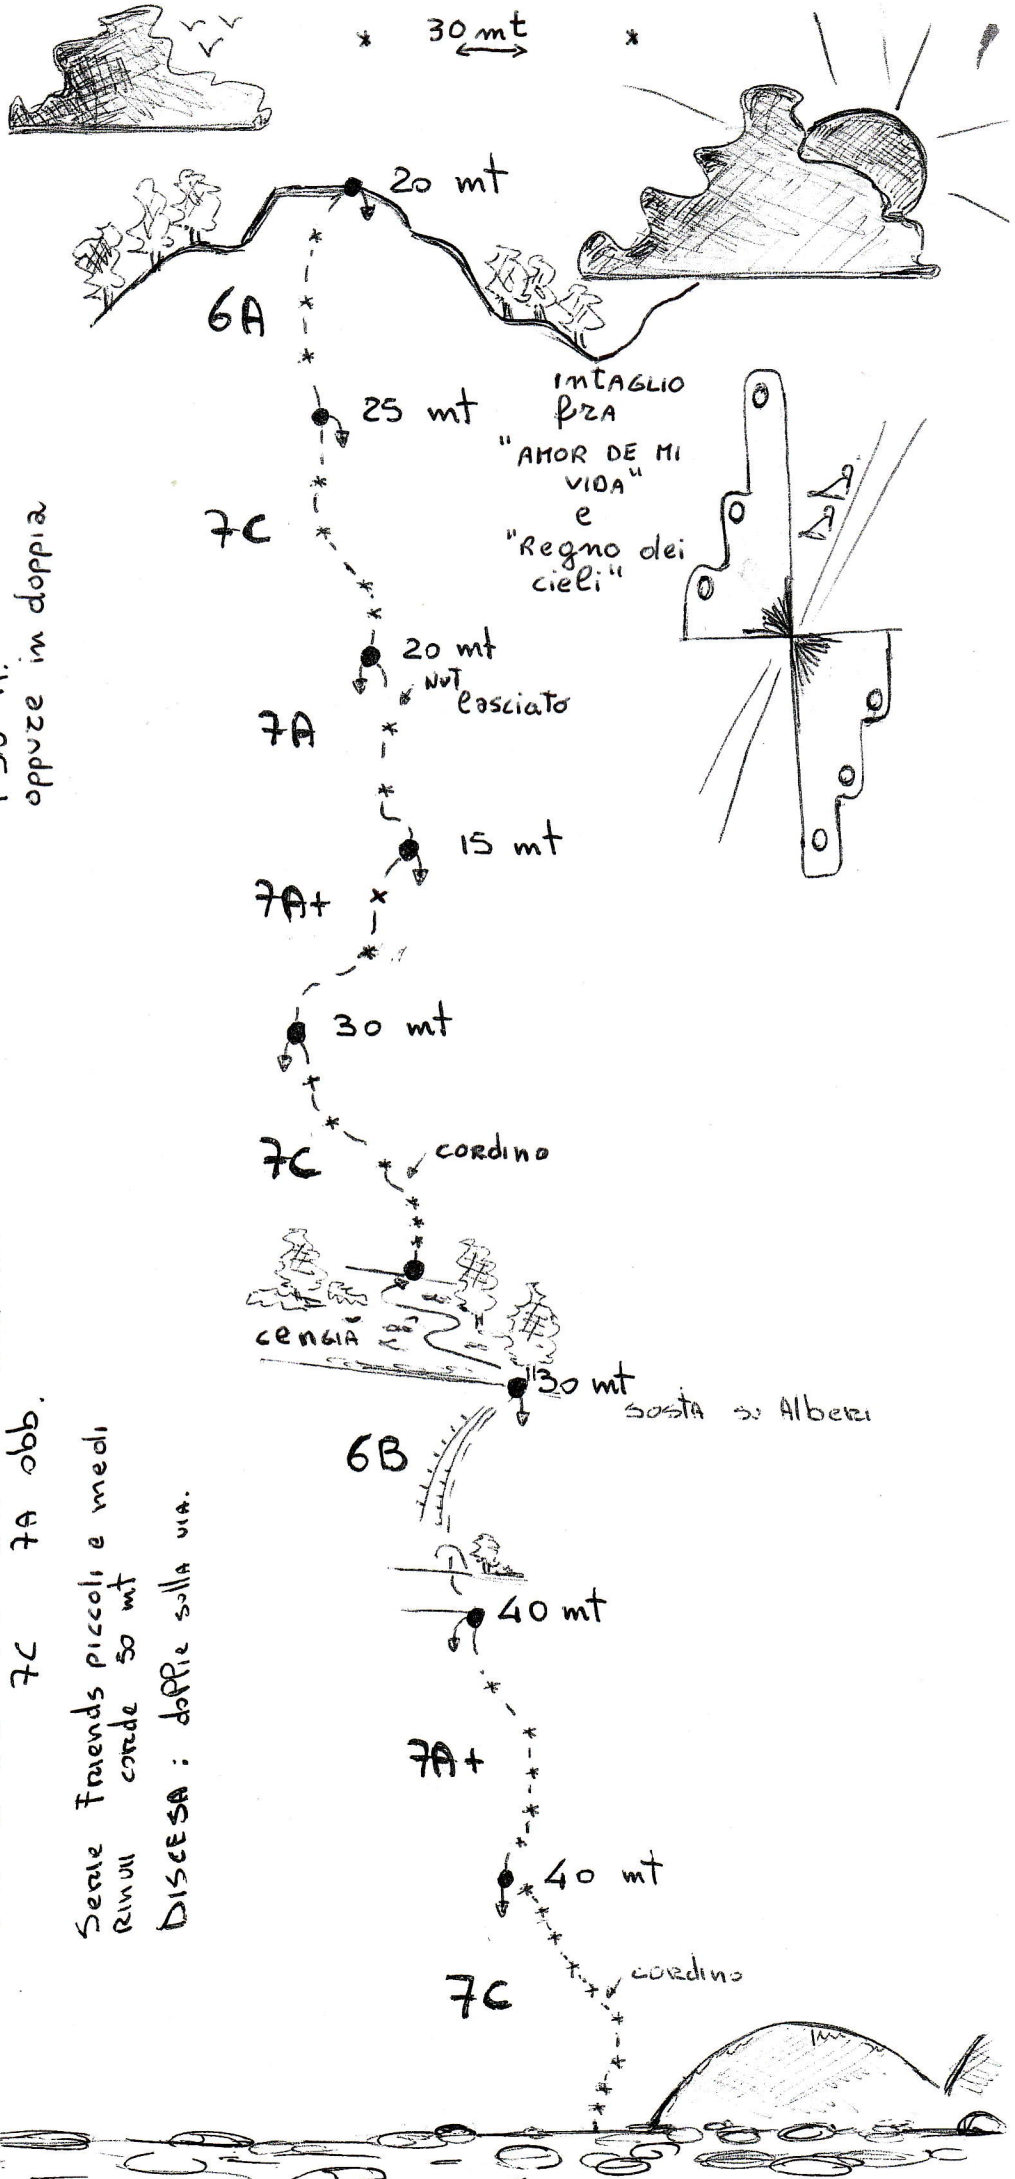 30 mt
20 mt
6A
25 mt
INTAGLIO
fRA
"AMOR DE MI
VIDA"
e
"Regno dei
cieli"
7C
20 mt
NUT
lasciato
7A
15 mt
7A+
30 mt
7C
CORDINO
cenGIA
30 mt
SOSTA su Alberi
6B
40 mt
7A+
40 mt
7C
CORDINO
oppure in doppia
7C 7A obb.
Serie Friends piccoli e medi
RINVII corde 50 mt
DISCESA: doppie sulla VIA.